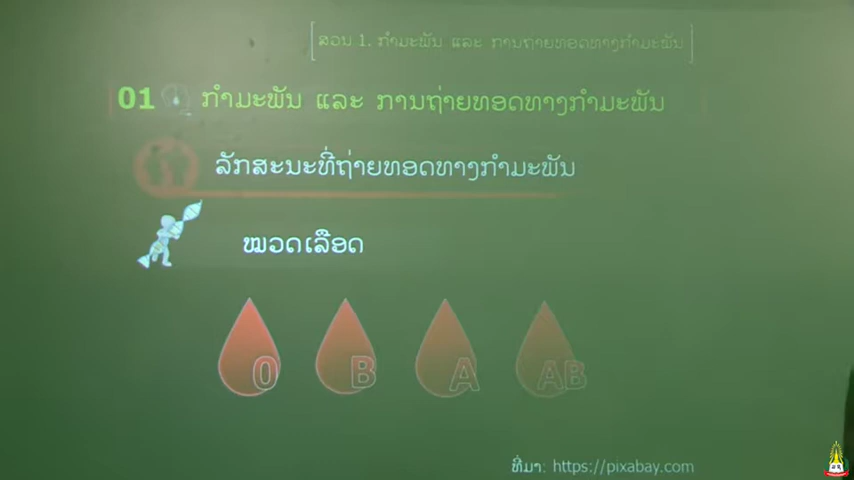 ສວນ 1. ກຳມະພັນ ແລະ ການຖ່າຍທອດທາງກຳມະພັນ
01 ກຳມະພັນ ແລະ ການຖ່າຍທອດທາງກຳມະພັນ
ລັກສະນະທີ່ຖ່າຍທອດທາງກຳມະພັນ
ໝວດເລືອດ
O B A AB
ທີ່ມາ: https://pixabay.com